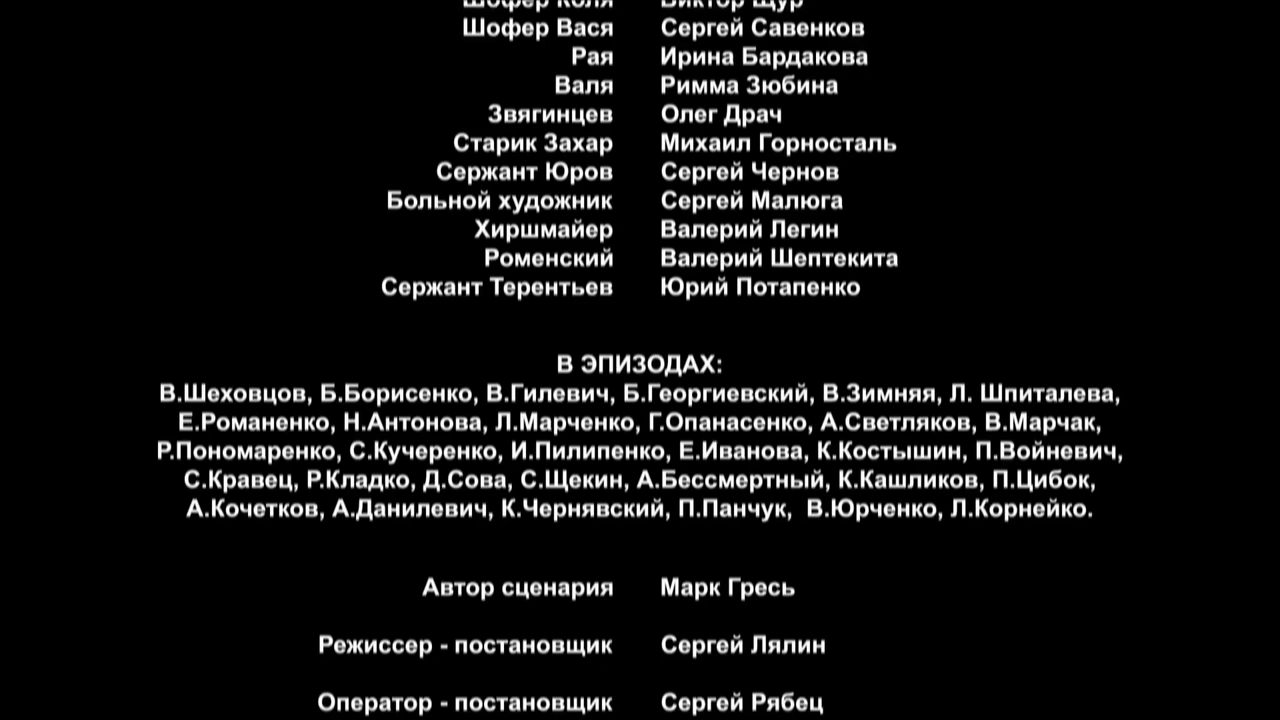 Шофер Коля Виктор Щур
Шофер Вася Сергей Савенков
Рая Ирина Бардакова
Валя Римма Зюбина
Звягинцев Олег Драч
Старик Захар Михаил Горносталь
Сержант Юров Сергей Чернов
Больной художник Сергей Малюга
Хиршмайер Валерий Легин
Роменский Валерий Шептекита
Сержант Терентьев Юрий Потапенко
В ЭПИЗОДАХ:
В.Шеховцов, Б.Борисенко, В.Гилевич, Б.Георгиевский, В.Зимняя, Л. Шпиталева,
Е.Романенко, Н.Антонова, Л.Марченко, Г.Опанасенко, А.Светляков, В.Марчак,
Р.Пономаренко, С.Кучеренко, И.Пилипенко, Е.Иванова, К.Костышин, П.Войневич,
С.Кравец, Р.Кладко, Д.Сова, С.Щекин, А.Бессмертный, К.Кашликов, П.Цибок,
А.Кочетков, А.Данилевич, К.Чернявский, П.Панчук, В.Юрченко, Л.Корнейко.
Автор сценария Марк Гресь
Режиссер - постановщик Сергей Лялин
Оператор - постановщик Сергей Рябец